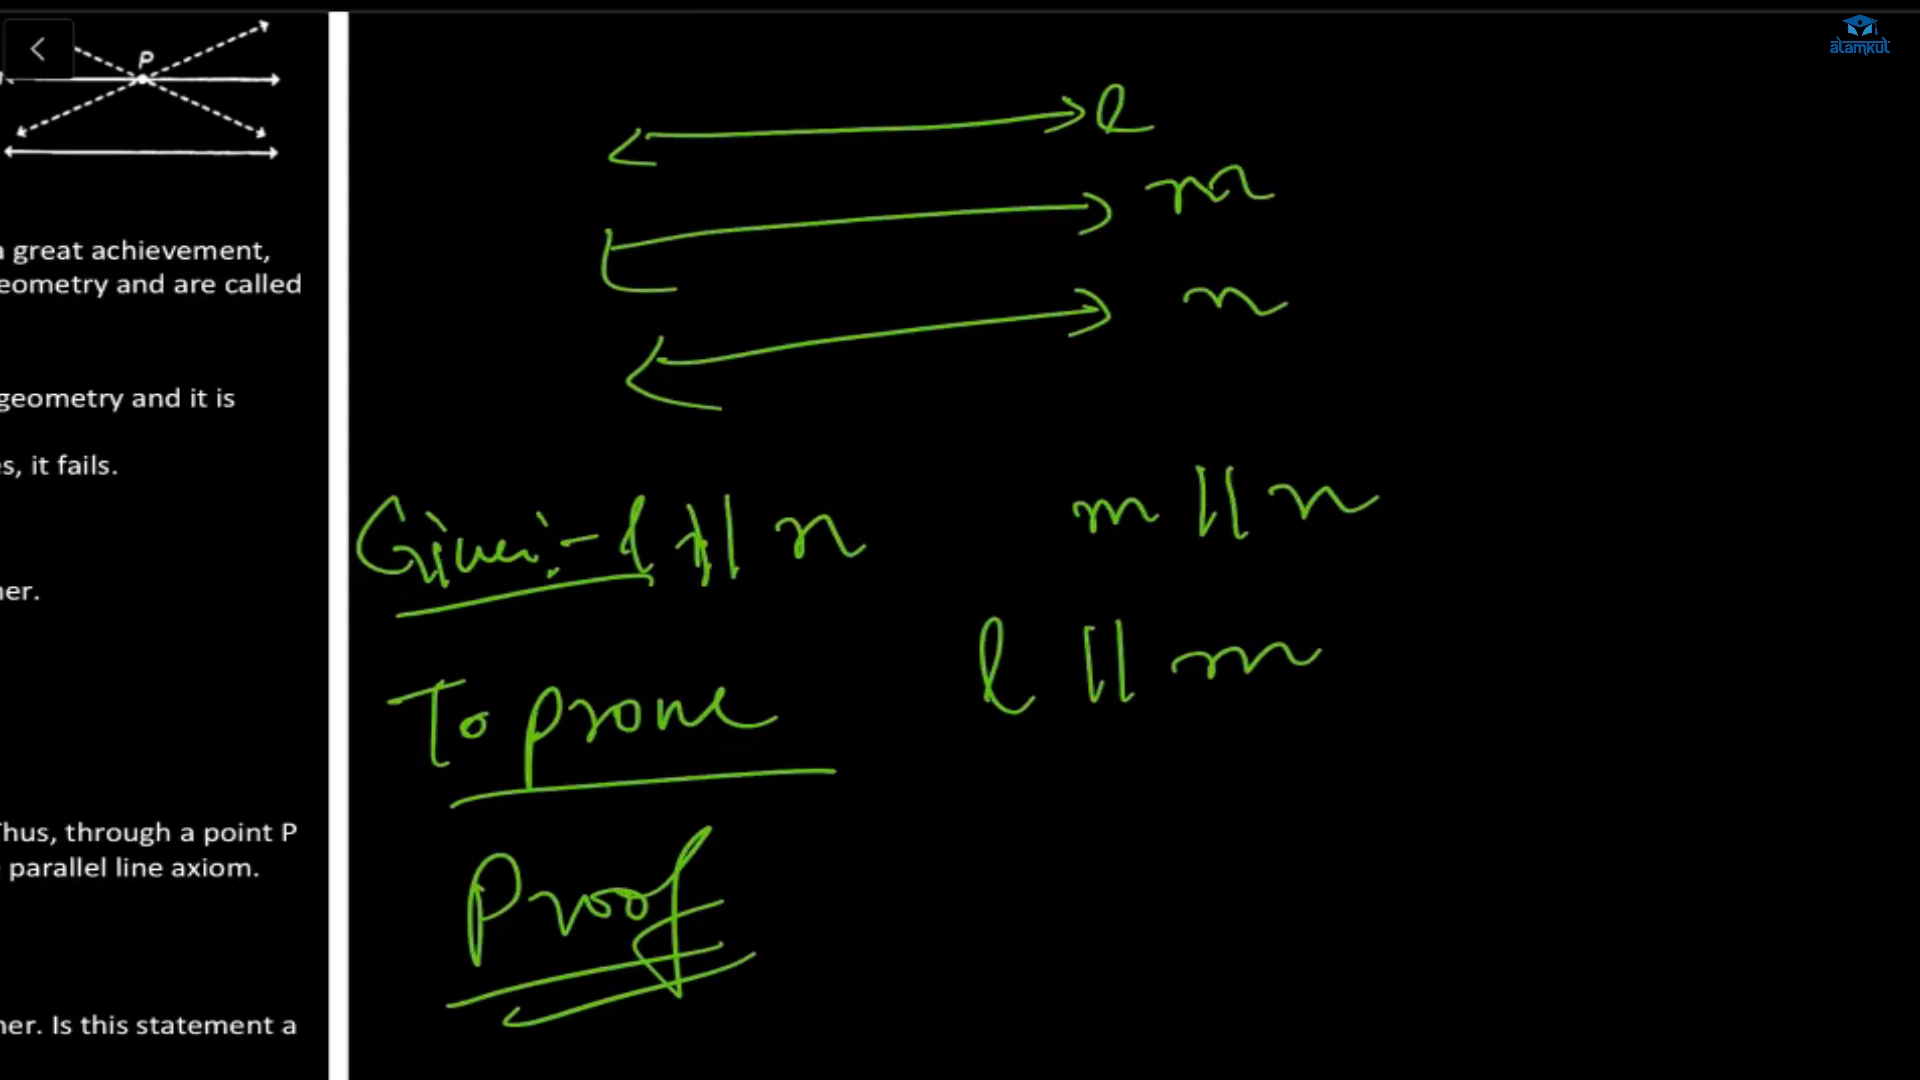 P
alamkul
l
m
n
a great achievement,
eometry and are called
geometry and it is
s, it fails.
Given:- l || n m || n
ner.
l || m
To prove
Thus, through a point P
parallel line axiom.
Proof
ner. Is this statement a